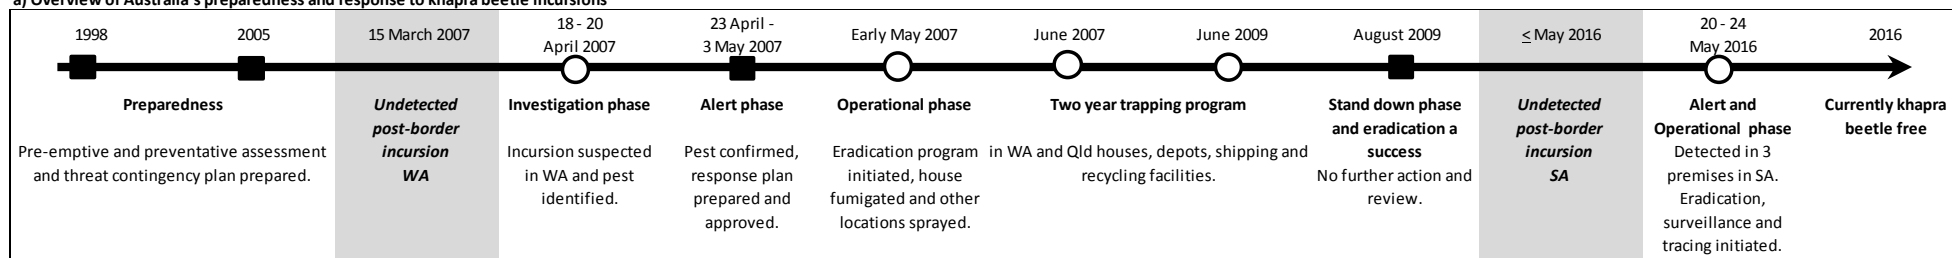 a) Overview of Australia's preparedness and response to khapra beetle incursions
1998
2005
15 March 2007
18 - 20
April 2007
23 April -
3 May 2007
Early May 2007
June 2007
June 2009
August 2009
≤ May 2016
20 - 24
May 2016
2016
Preparedness
Pre-emptive and preventative assessment
and threat contingency plan prepared.
Undetected
post-border
incursion
WA
Investigation phase
Incursion suspected
in WA and pest
identified.
Alert phase
Pest confirmed,
response plan
prepared and
approved.
Operational phase
Eradication program
initiated, house
fumigated and other
locations sprayed.
Two year trapping program
in WA and Qld houses, depots, shipping and
recycling facilities.
Stand down phase
and eradication a
success
No further action and
review.
Undetected
post-border
incursion
SA
Alert and
Operational phase
Detected in 3
premises in SA.
Eradication,
surveillance and
tracing initiated.
Currently khapra
beetle free